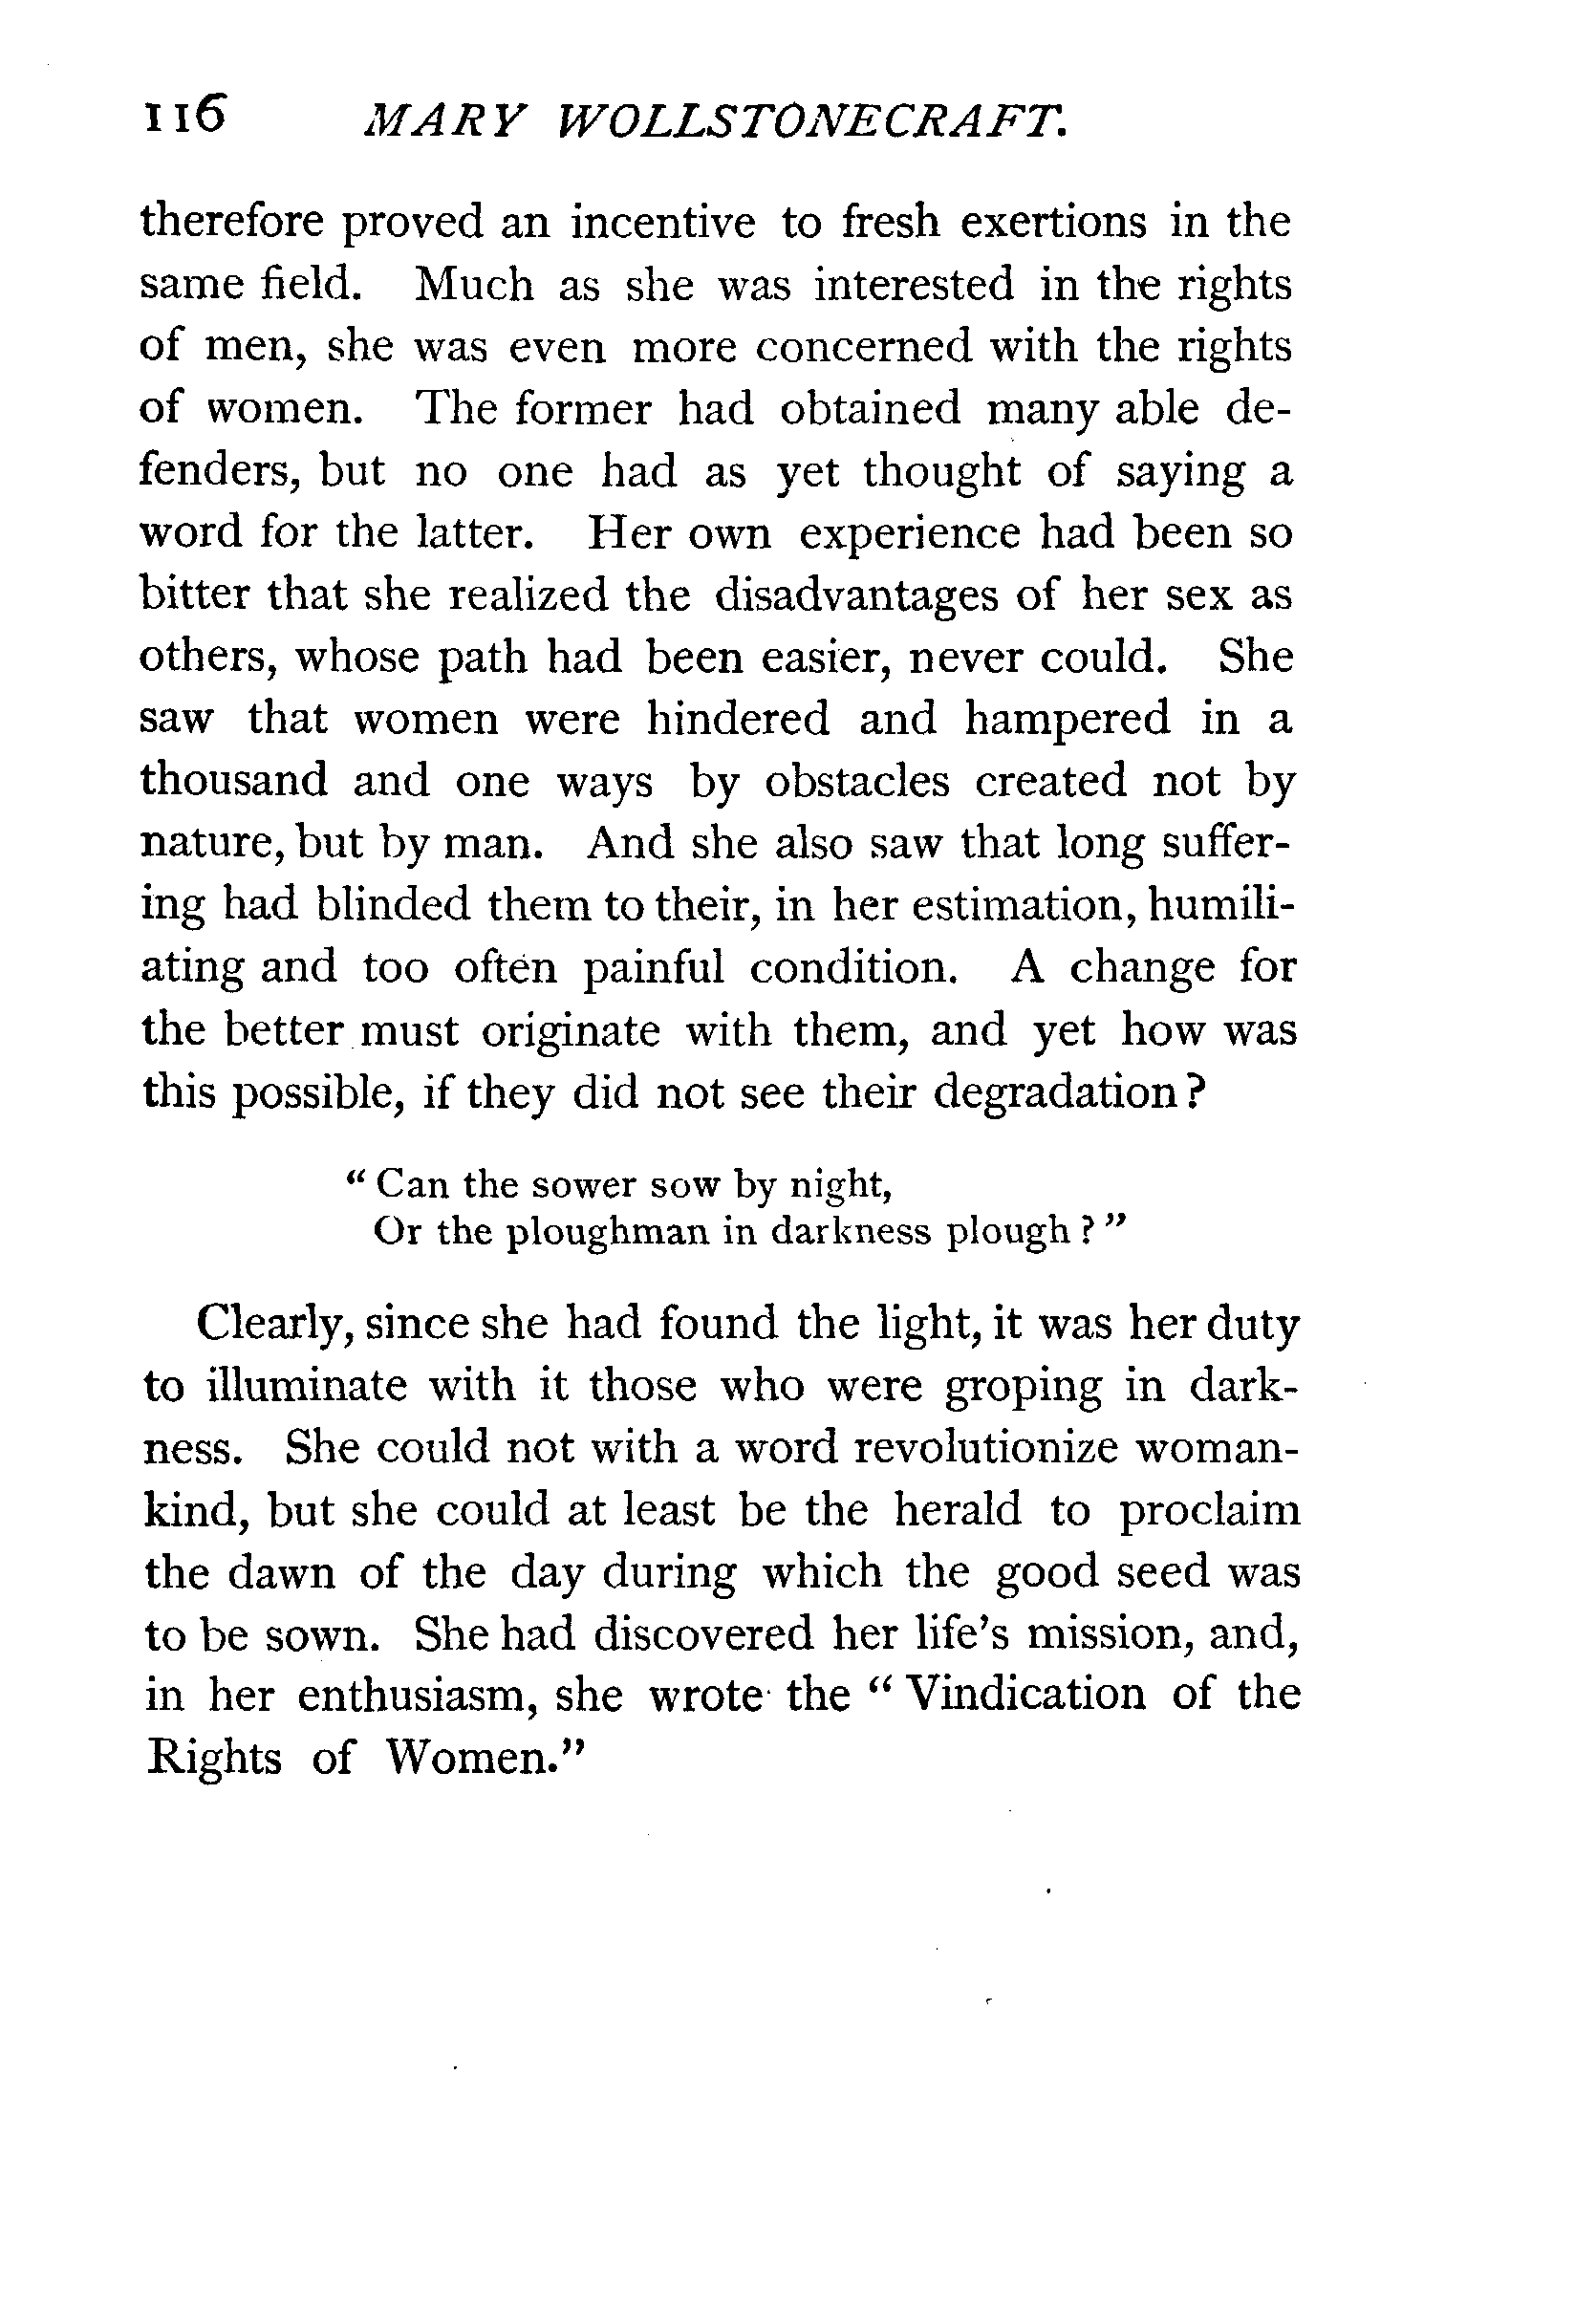 116 MARY WOLLSTONECRAFT.
therefore proved an incentive to fresh exertions in the
same field. Much as she was interested in the rights
of men, she was even more concerned with the rights
of women. The former had obtained many able de-
fenders, but no one had as yet thought of saying a
word for the latter. Her own experience had been so
bitter that she realized the disadvantages of her sex as
others, whose path had been easier, never could. She
saw that women were hindered and hampered in a
thousand and one ways by obstacles created not by
nature, but by man. And she also saw that long suffer-
ing had blinded them to their, in her estimation, humili-
ating and too often painful condition. A change for
the better must originate with them, and yet how was
this possible, if they did not see their degradation?
“ Can the sower sow by night,
Or the ploughman in darkness plough ? ”
Clearly, since she had found the light, it was her duty
to illuminate with it those who were groping in dark-
ness. She could not with a word revolutionize woman-
kind, but she could at least be the herald to proclaim
the dawn of the day during which the good seed was
to be sown. She had discovered her life’s mission, and,
in her enthusiasm, she wrote the “ Vindication of the
Rights of Women.”